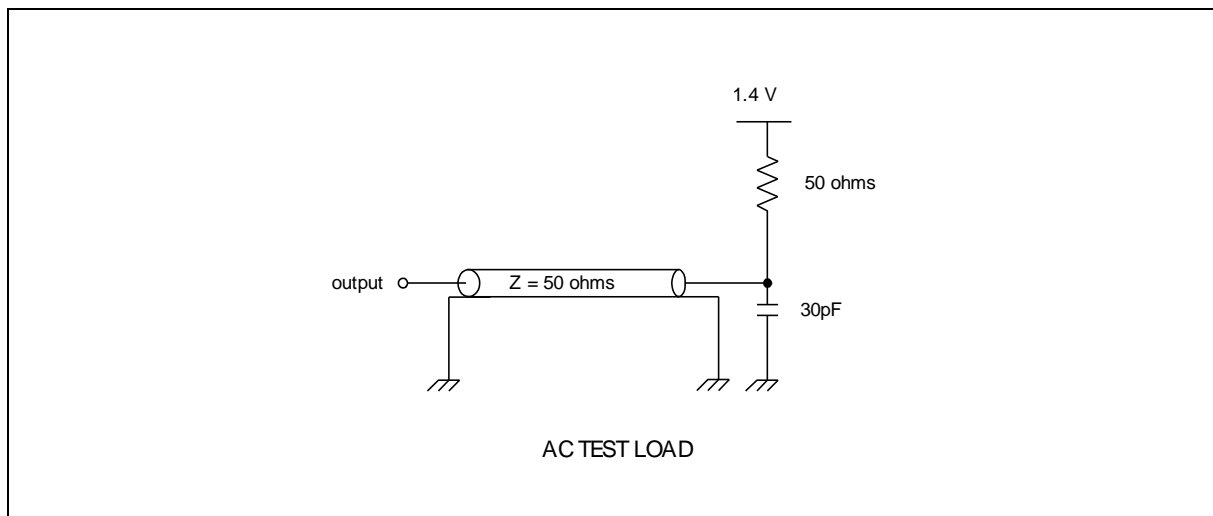 1.4 V
50 ohms
output
Z = 50 ohms
30pF
AC TEST LOAD